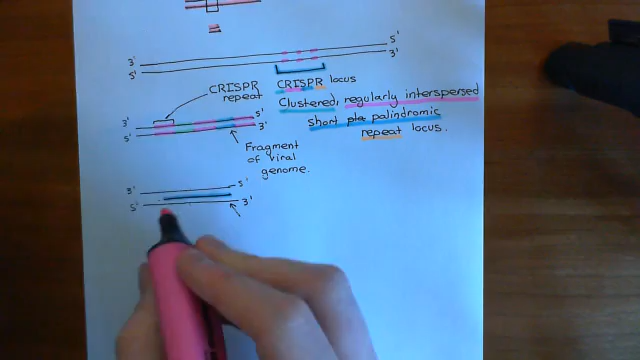 5'
3'
3'
5'
CRISPR locus
CRISPR
repeat
Clustered, regularly interspersed
short palindromic
repeat locus.
3'
5'
5'
3'
Fragment
of viral
genome.
3'
5'
5'
3'